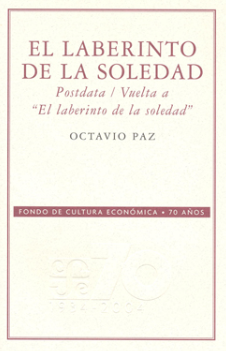 EL LABERINTO
DE LA SOLEDAD
Postdata / Vuelta a
“El laberinto de la soledad”
OCTAVIO PAZ
FONDO DE CULTURA ECONÓMICA • 70 AÑOS
70
1934-2004